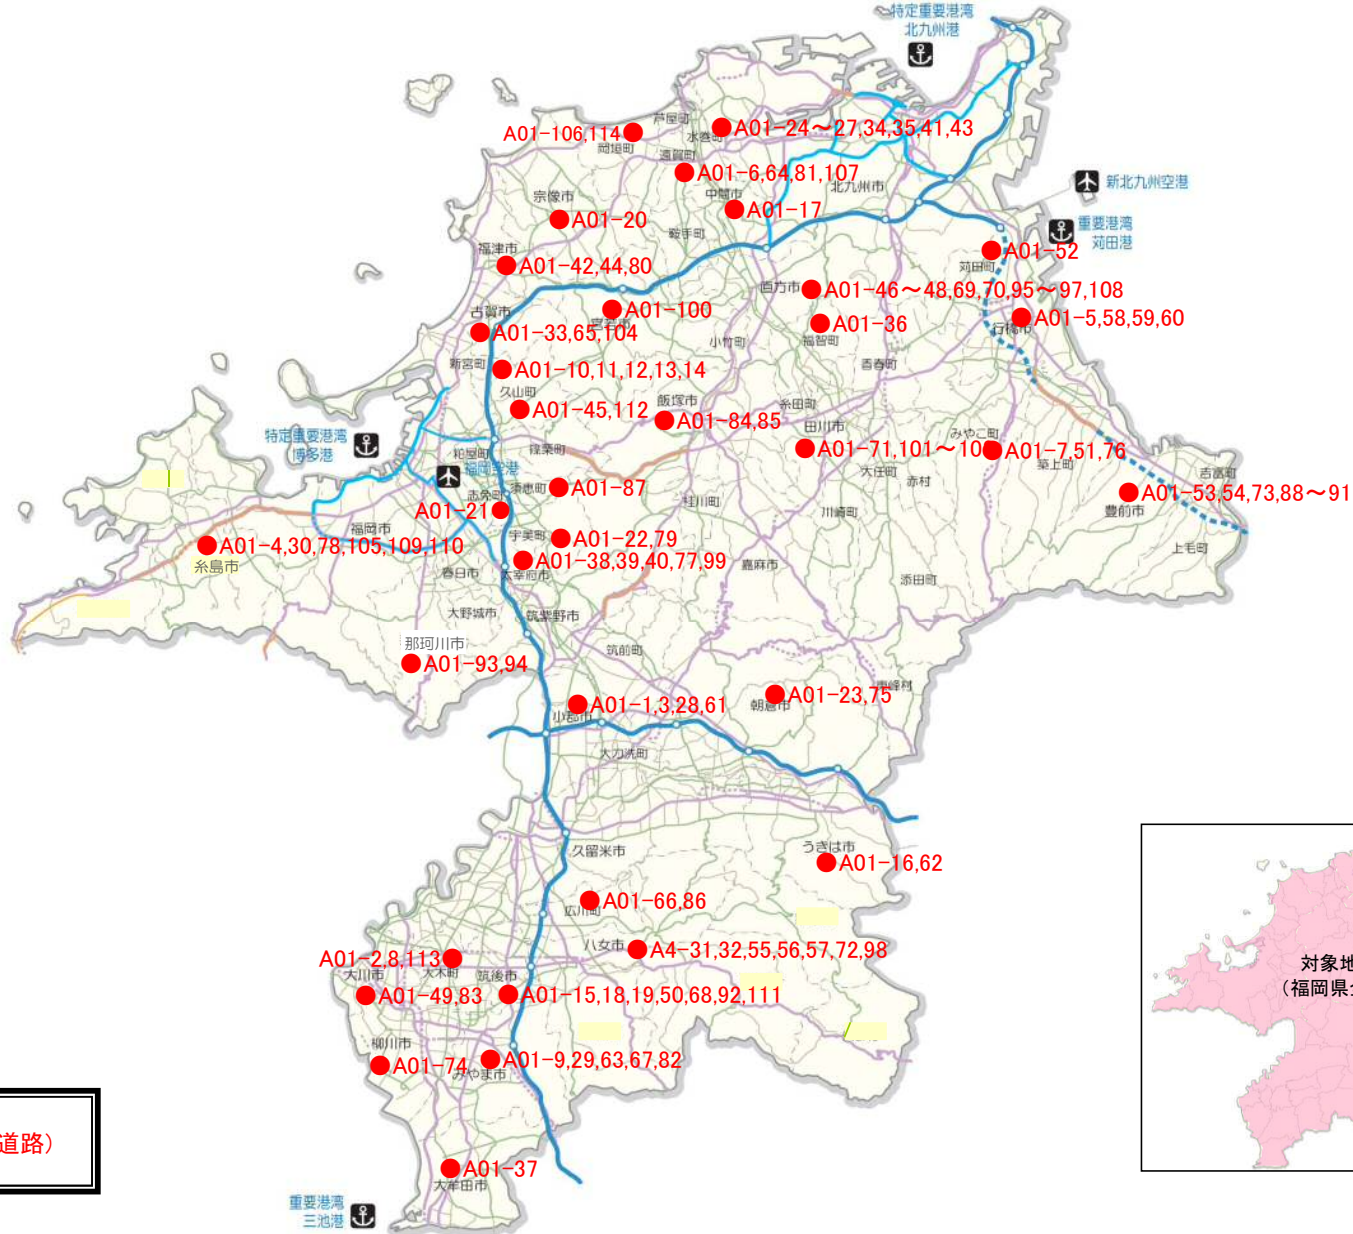 特定重要港湾
北九州港
芦屋町
A01-106,114
水巻町
A01-24～27,34,35,41,43
岡垣町
遠賀町
A01-6,64,81,107
新北九州空港
北九州市
宗像市
中間市
A01-17
A01-20
重要港湾
苅田港
鞍手町
福津市
A01-52
苅田町
A01-42,44,80
直方市
A01-46～48,69,70,95～97,108
古賀市
A01-100
宮若市
A01-36
A01-5,58,59,60
行橋市
A01-33,65,104
小竹町
福智町
新宮町
香春町
A01-10,11,12,13,14
久山町
飯塚市
糸田町
A01-45,112
A01-84,85
田川市
みやこ町
特定重要港湾
博多港
A01-71,101～10
A01-7,51,76
粕屋町
篠栗町
福岡空港
大任町
築上町
吉富町
赤村
志免町
須恵町
A01-87
桂川町
A01-53,54,73,88～91
豊前市
A01-21
川崎町
福岡市
宇美町
A01-22,79
A01-4,30,78,105,109,110
上毛町
糸島市
A01-38,39,40,77,99
嘉麻市
春日市
太宰府市
添田町
大野城市
筑紫野市
那珂川市
筑前町
A01-93,94
東峰村
A01-23,75
朝倉市
A01-1,3,28,61
小郡市
大刀洗町
久留米市
うきは市
A01-16,62
A01-66,86
広川町
八女市
A4-31,32,55,56,57,72,98
A01-2,8,113
大川市
大木町
筑後市
対象地
（福岡県
A01-49,83
A01-15,18,19,50,68,92,111
柳川市
A01-74
A01-9,29,63,67,82
みやま市
道路）
A01-37
大牟田市
重要港湾
三池港